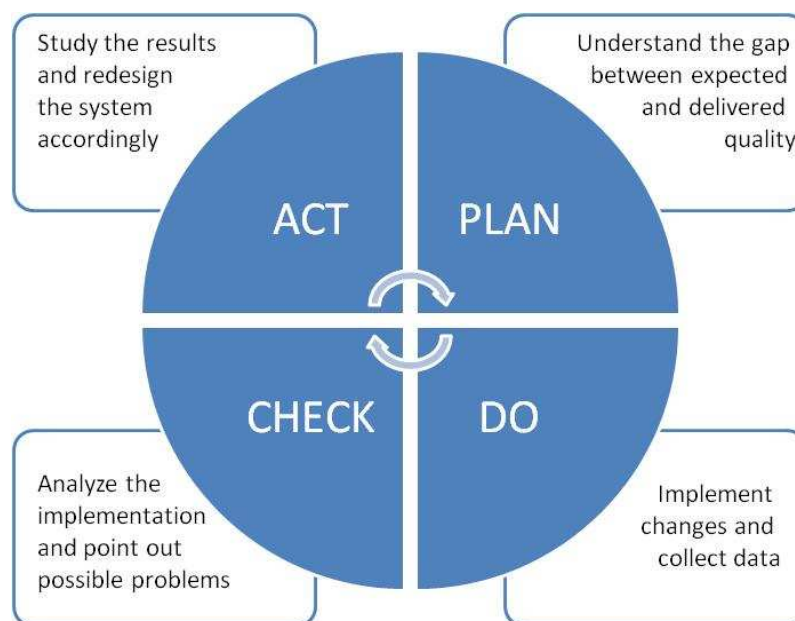 Study the results
and redesign
the system
accordingly
Understand the gap
between expected
and delivered
quality
ACT
PLAN
CHECK
DO
Analyze the
implementation
and point out
possible problems
Implement
changes and
collect data